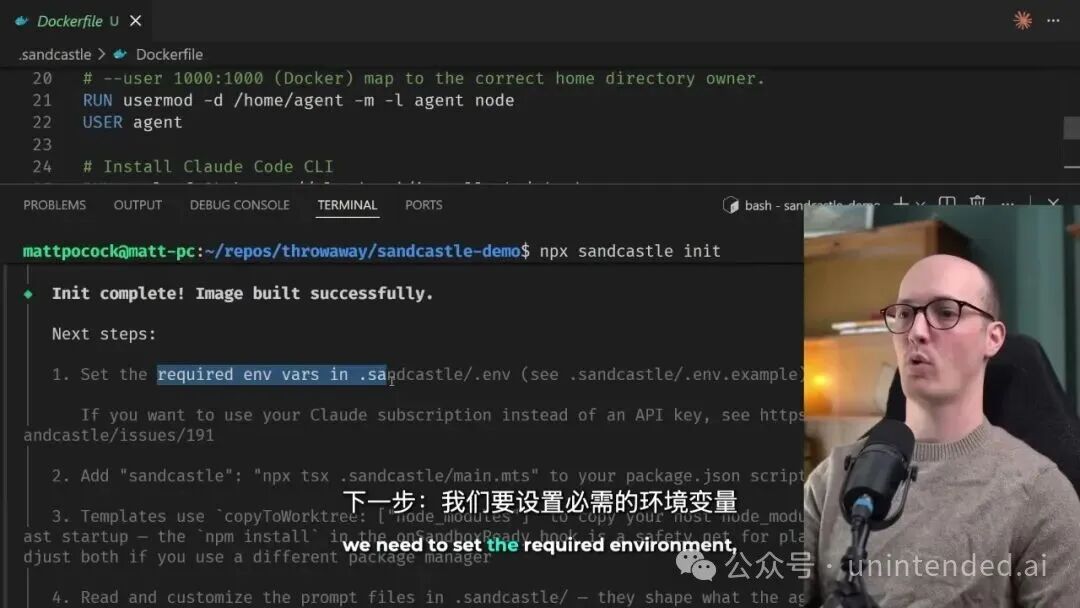 Dockerfile U
.sandcastle > Dockerfile
20 # --user 1000:1000 (Docker) map to the correct home directory owner.
21 RUN usermod -d /home/agent -m -l agent node
22 USER agent
23
24 # Install Claude Code CLI
PROBLEMS OUTPUT DEBUG CONSOLE TERMINAL PORTS
bash - sandcastle-demo
mattpocock@matt-pc:~/repos/throwaway/sandcastle-demo$ npx sandcastle init
Init complete! Image built successfully.
Next steps:
1. Set the required env vars in .sandcastle/.env (see .sandcastle/.env.example)
If you want to use your Claude subscription instead of an API key, see https
andcastle/issues/191
2. Add "sandcastle": "npx tsx .sandcastle/main.mts" to your package.json script
3. Templates use `copyToWorktree: ["node_modules"]` to copy your host node_modu
ast startup — the `npm install` in the onSandboxReady hook is a safety net for pla
djust both if you use a different package manager
4. Read and customize the prompt files in .sandcastle/ — they shape what the ag
下一步：我们要设置必需的环境变量
we need to set the required environment,
公众号 · unintended.ai